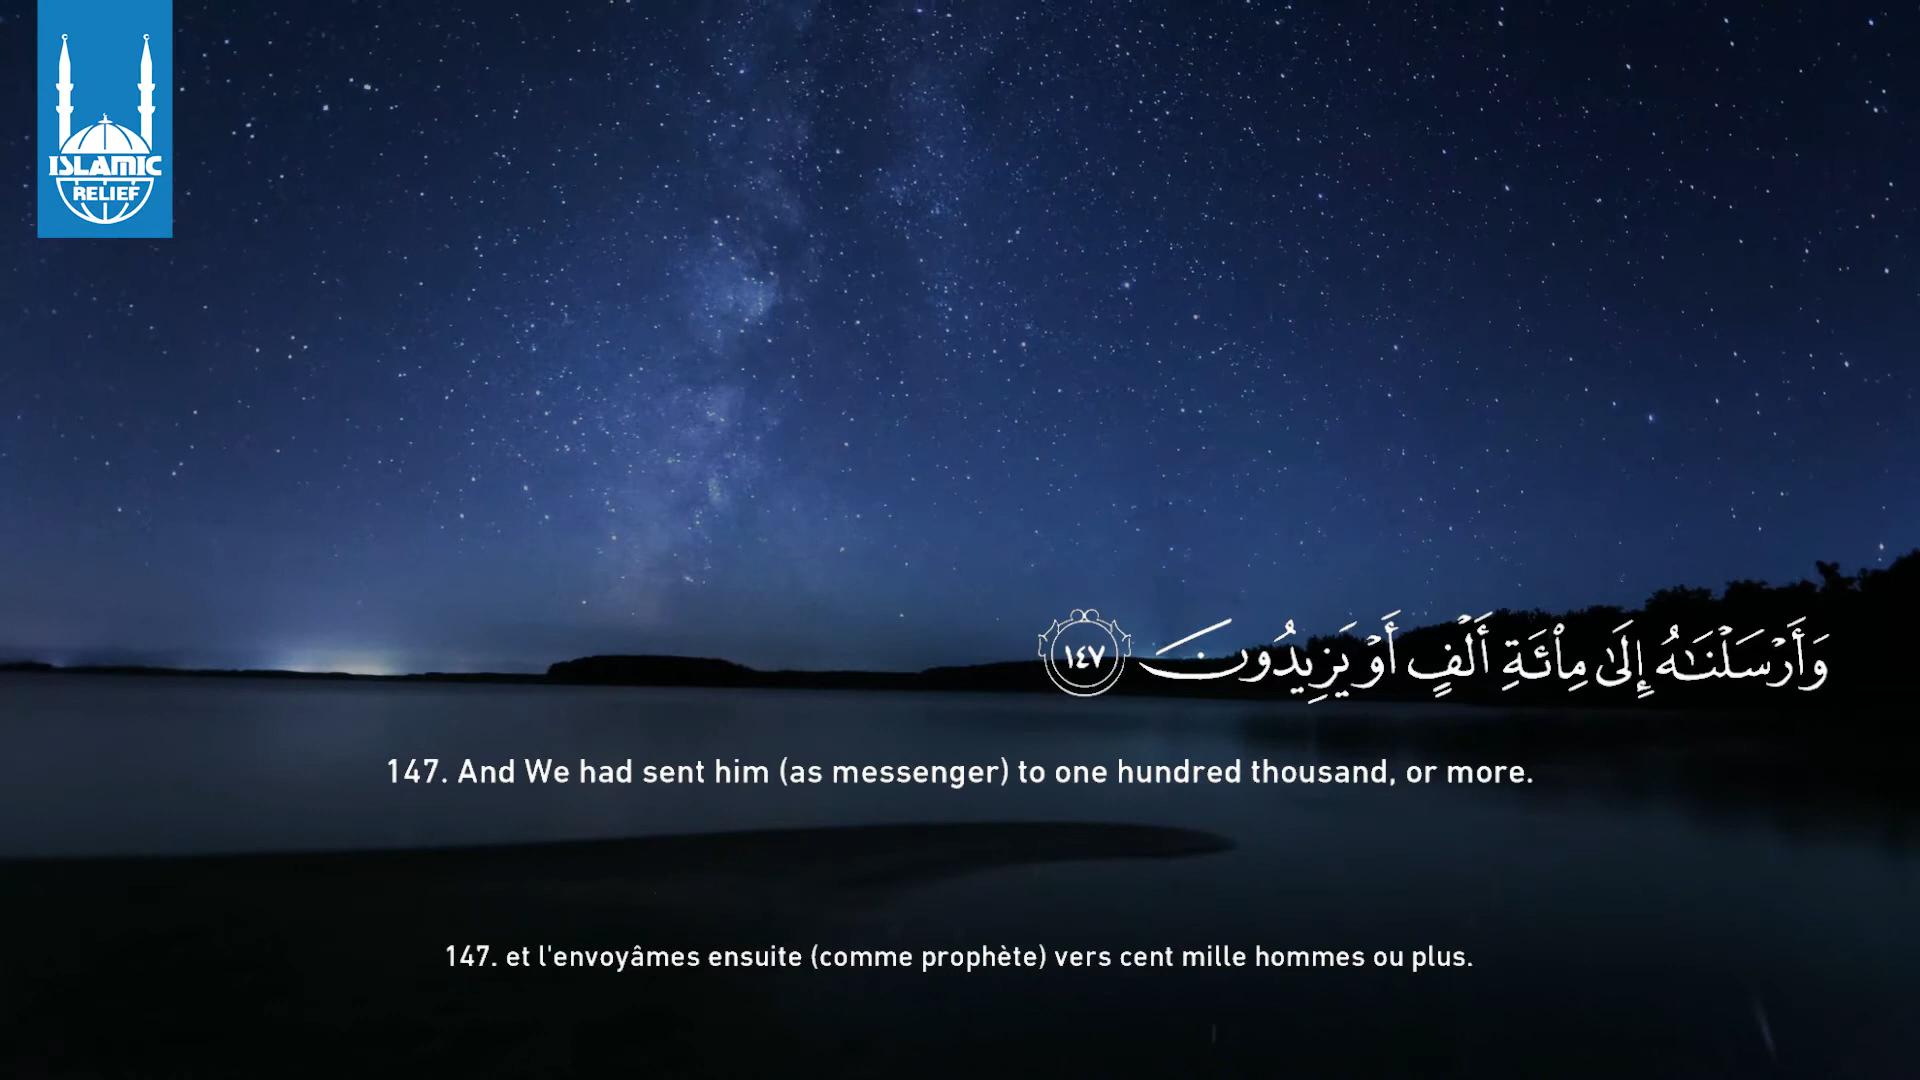 ISLAMIC
RELIEF
وَأَرْسَلْنَٰهُ إِلَىٰ مِا۟ئَةِ أَلْفٍ أَوْ يَزِيدُونَ ١٤٧
147. And We had sent him (as messenger) to one hundred thousand, or more.
147. et l'envoyâmes ensuite (comme prophète) vers cent mille hommes ou plus.